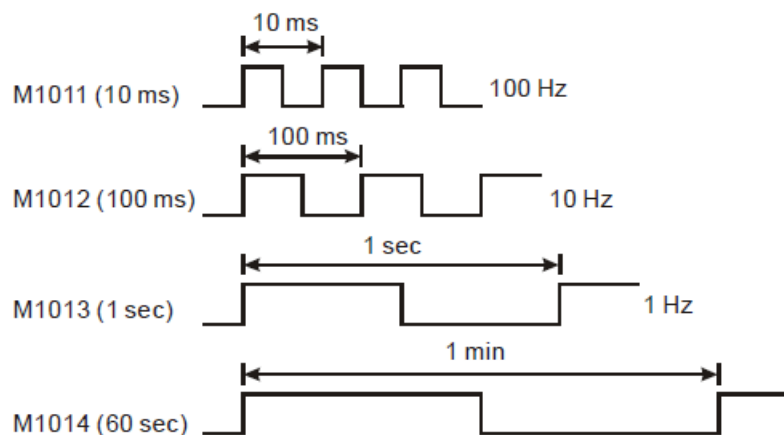 10 ms
M1011 (10 ms)
100 Hz
100 ms
M1012 (100 ms)
10 Hz
1 sec
M1013 (1 sec)
1 Hz
1 min
M1014 (60 sec)